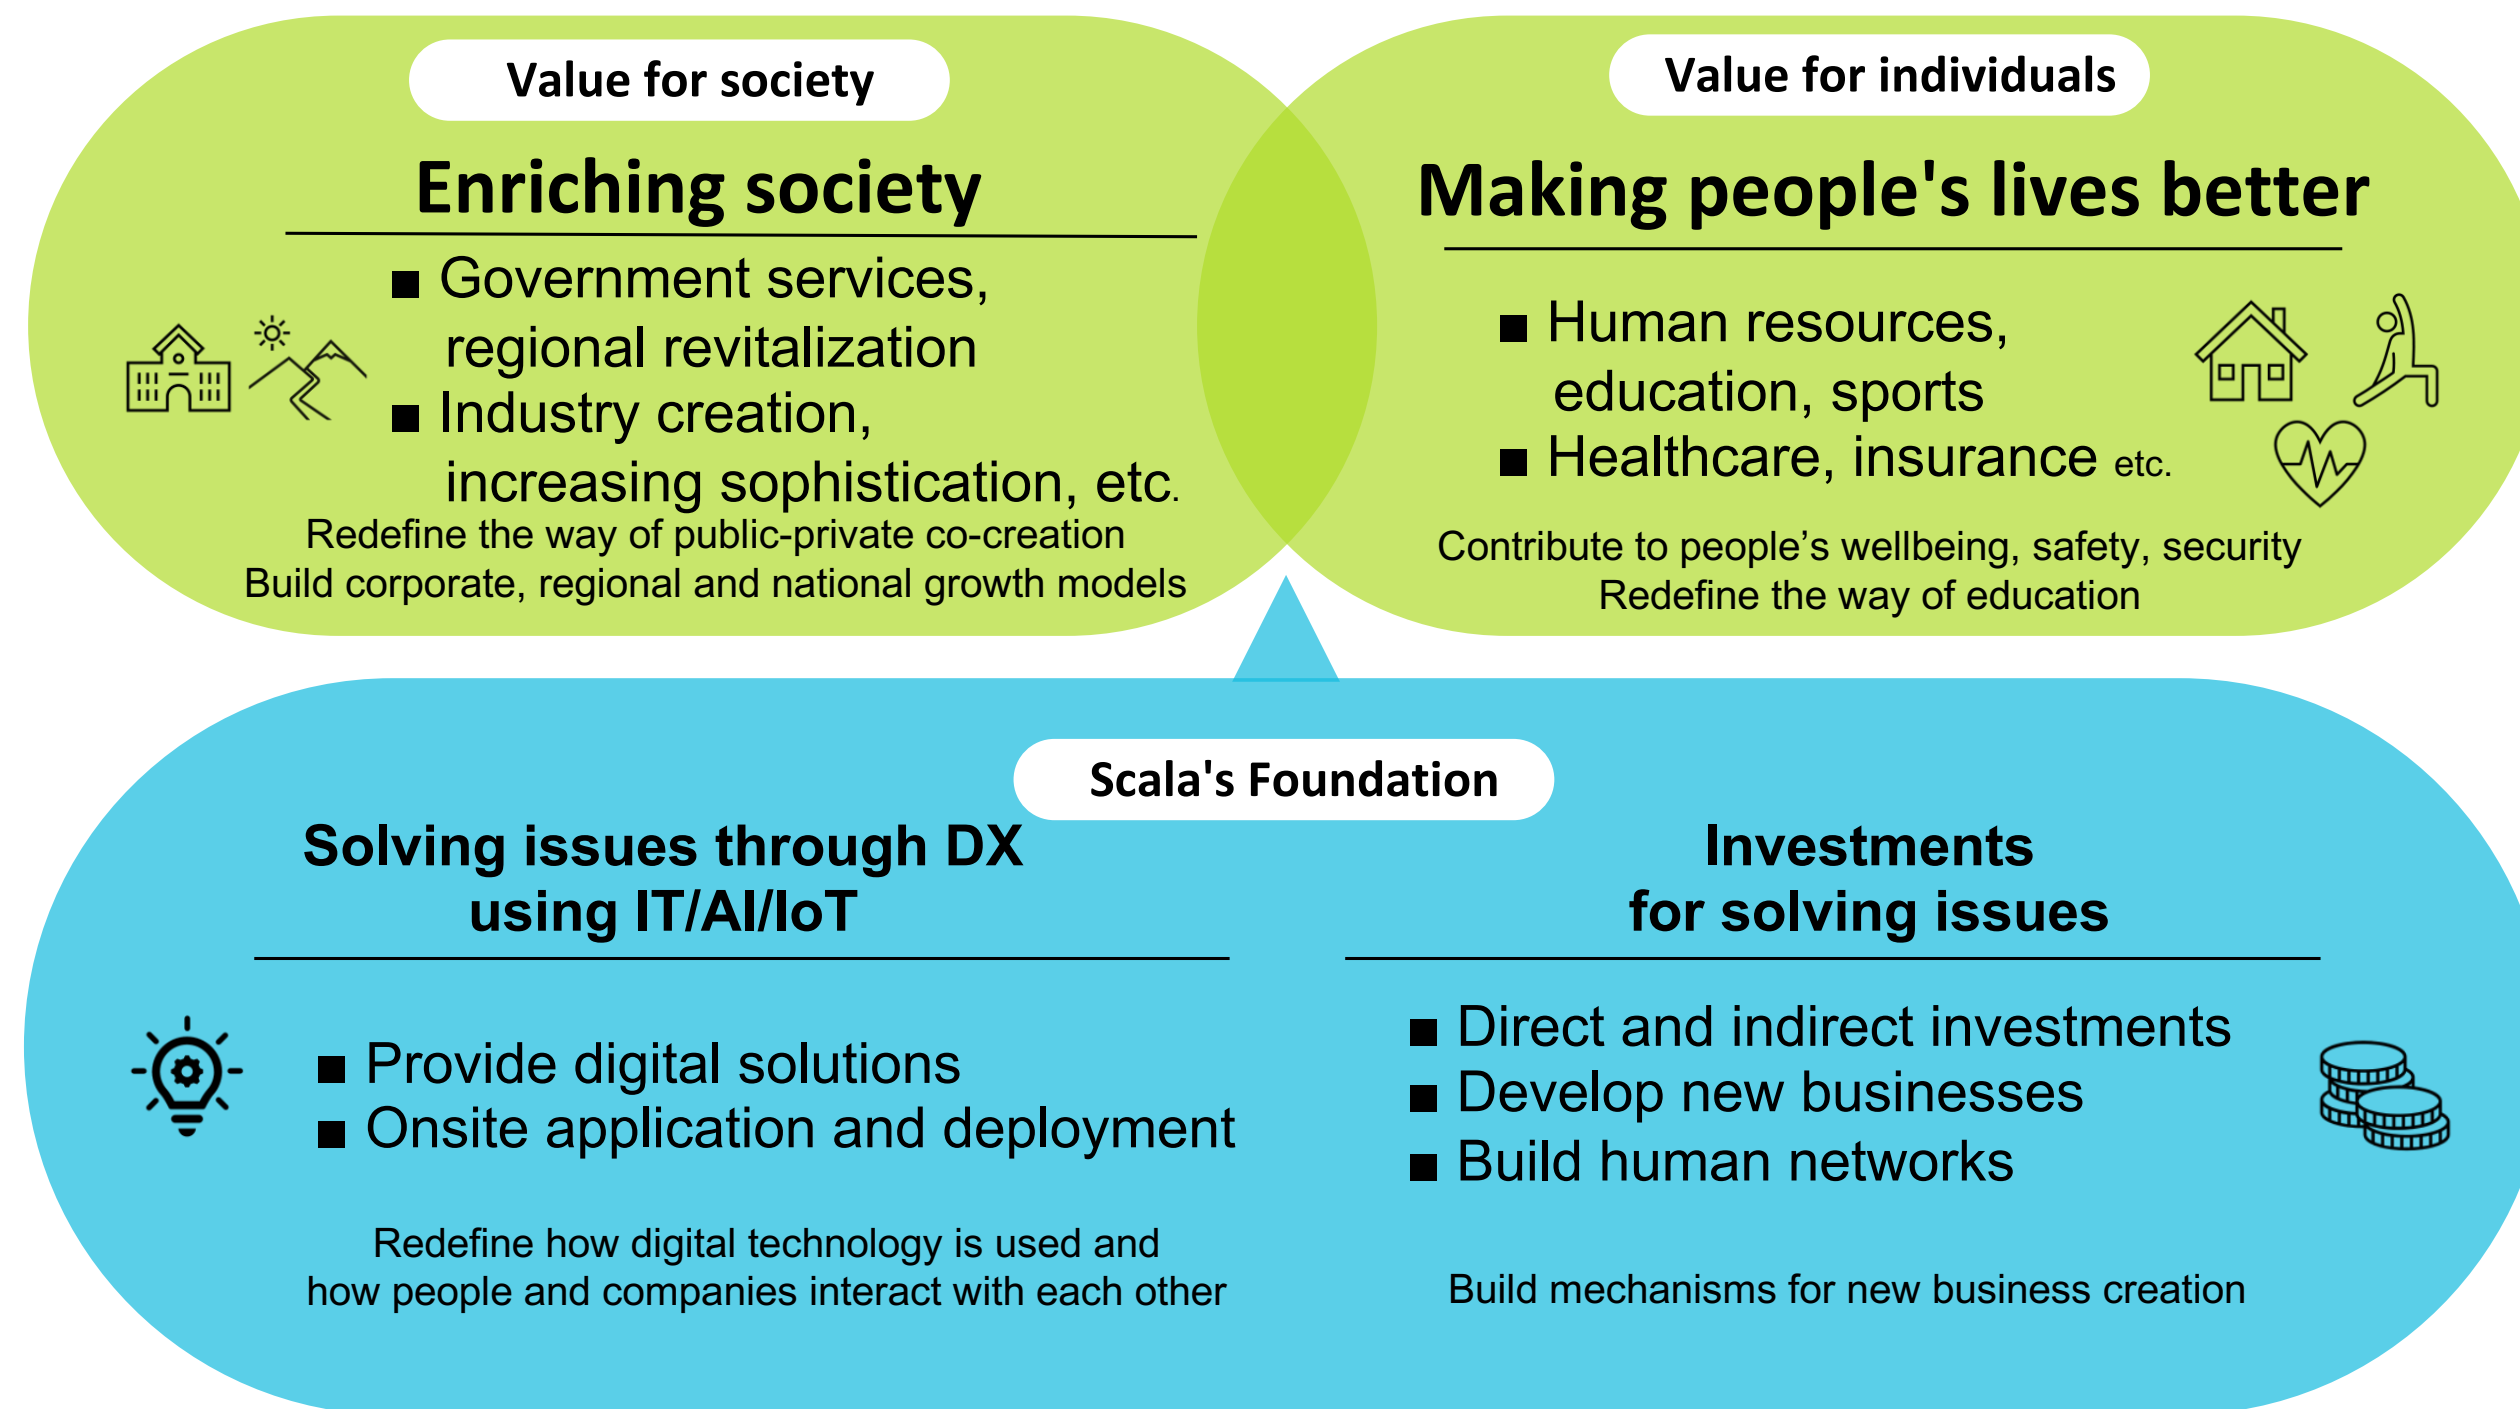 Value for society
Enriching society
■ Government services,
regional revitalization
■ Industry creation,
increasing sophistication, etc.
Redefine the way of public-private co-creation
Build corporate, regional and national growth models
Value for individuals
Making people's lives better
■ Human resources,
education, sports
■ Healthcare, insurance etc.
Contribute to people’s wellbeing, safety, security
Redefine the way of education
Scala's Foundation
Solving issues through DX
using IT/AI/IoT
■ Provide digital solutions
■ Onsite application and deployment
Redefine how digital technology is used and
how people and companies interact with each other
Investments
for solving issues
■ Direct and indirect investments
■ Develop new businesses
■ Build human networks
Build mechanisms for new business creation